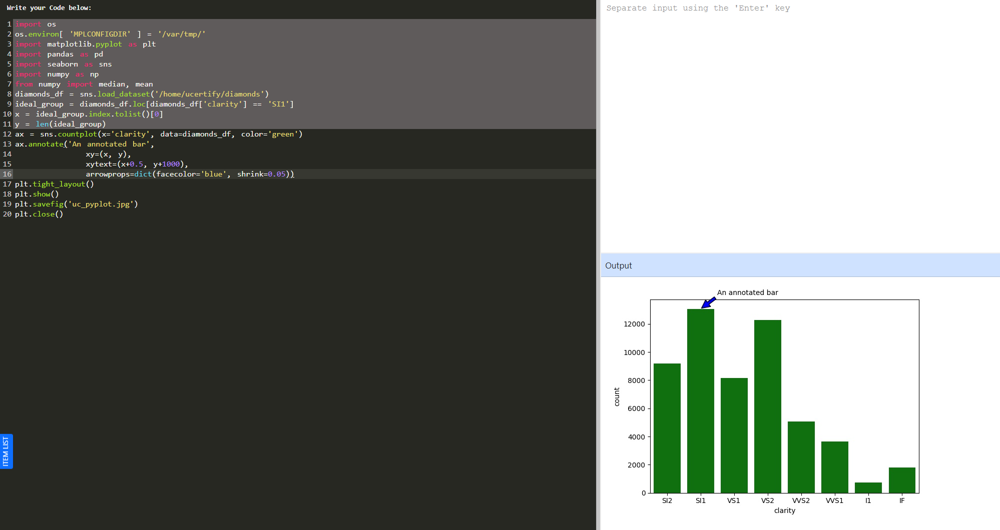 Write your Code below:
1 import os
2 os.environ[ 'MPLCONFIGDIR' ] = '/var/tmp/'
3 import matplotlib.pyplot as plt
4 import pandas as pd
5 import seaborn as sns
6 import numpy as np
7 from numpy import median, mean
8 diamonds_df = sns.load_dataset('/home/ucertify/diamonds')
9 ideal_group = diamonds_df.loc[diamonds_df['clarity'] == 'SI1']
10 x = ideal_group.index.tolist()[0]
11 y = len(ideal_group)
12 ax = sns.countplot(x='clarity', data=diamonds_df, color='green')
13 ax.annotate('An annotated bar',
14 xy=(x, y),
15 xytext=(x+0.5, y+1000),
16 arrowprops=dict(facecolor='blue', shrink=0.05))
17 plt.tight_layout()
18 plt.show()
19 plt.savefig('uc_pyplot.jpg')
20 plt.close()
ITEM LIST
Separate input using the 'Enter' key
Output
An annotated bar
12000
10000
8000
6000
4000
2000
0
count
SI2 SI1 VS1 VS2 VVS2 VVS1 I1 IF
clarity